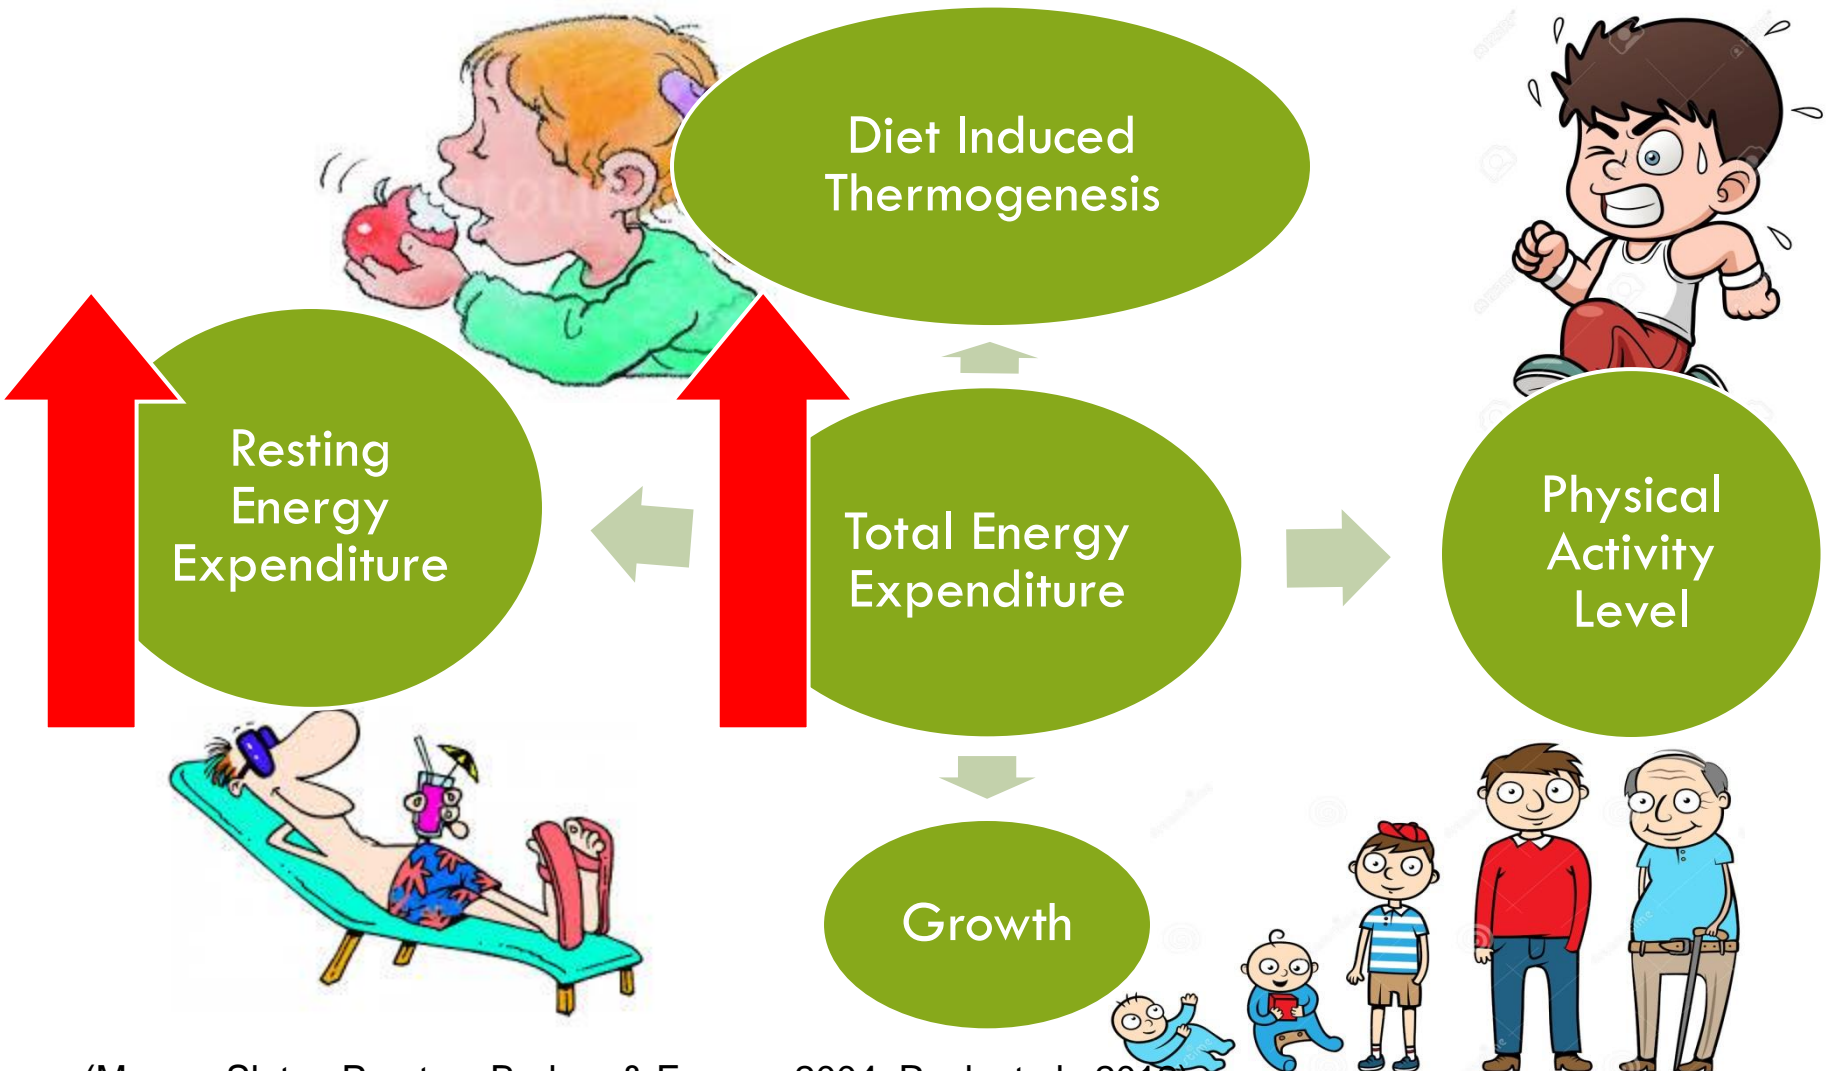 Diet Induced
Thermogenesis
Resting
Energy
Expenditure
Total Energy
Expenditure
Physical
Activity
Level
Growth